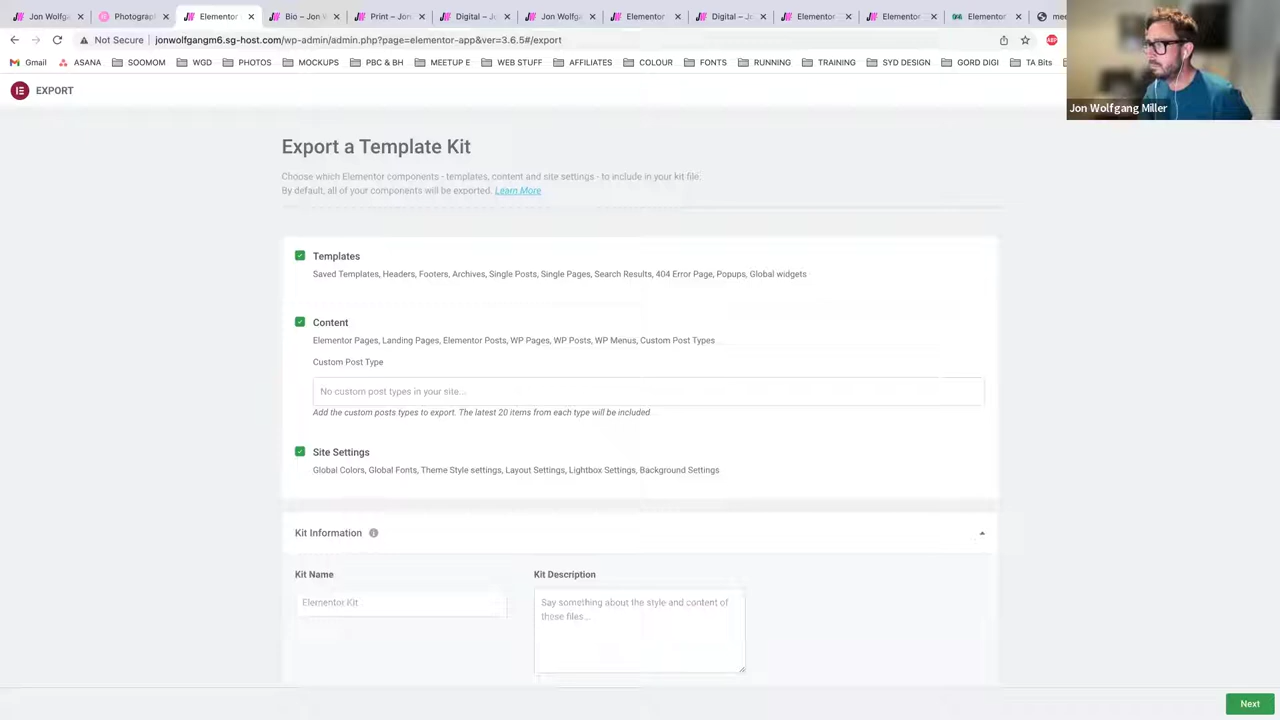 Jon Wolfga
Photograph
Elementor
Bio – Jon W
Print – Jon
Digital – Jo
Jon Wolfga
Elementor
Digital – Jo
Elementor
Elementor
Elementor
Not Secure
jonwolfgangm6.sg-host.com/wp-admin/admin.php?page=elementor-app&ver=3.6.5#/export
ABP
Gmail ASANA SOOMOM WGD PHOTOS MOCKUPS PBC & BH MEETUP E WEB STUFF AFFILIATES COLOUR FONTS RUNNING TRAINING SYD DESIGN GORD DIGI TA Bits
Jon Wolfgang Miller
EXPORT
Export a Template Kit
Choose which Elementor components - templates, content and site settings - to include in your kit file.
By default, all of your components will be exported. Learn More
Templates
Saved Templates, Headers, Footers, Archives, Single Posts, Single Pages, Search Results, 404 Error Page, Popups, Global widgets
Content
Elementor Pages, Landing Pages, Elementor Posts, WP Pages, WP Posts, WP Menus, Custom Post Types
Custom Post Type
No custom post types in your site...
Add the custom posts types to export. The latest 20 items from each type will be included
Site Settings
Global Colors, Global Fonts, Theme Style settings, Layout Settings, Lightbox Settings, Background Settings
Kit Information
Kit Name
Kit Description
Elementor Kit
Say something about the style and content of
these files...
Next